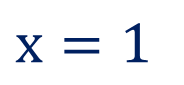 x = 1